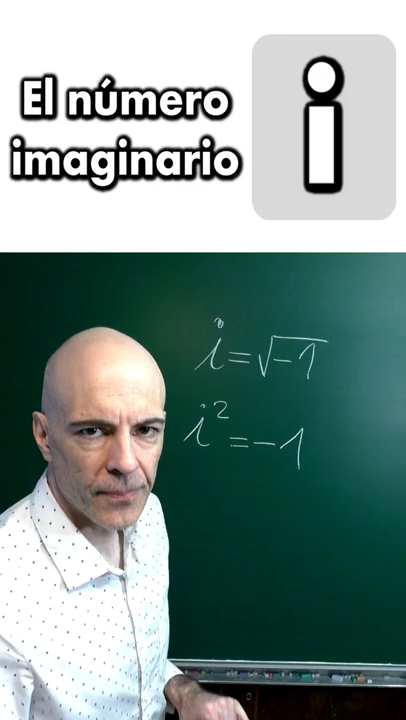 El número
imaginario
i
i = √-1
i² = -1